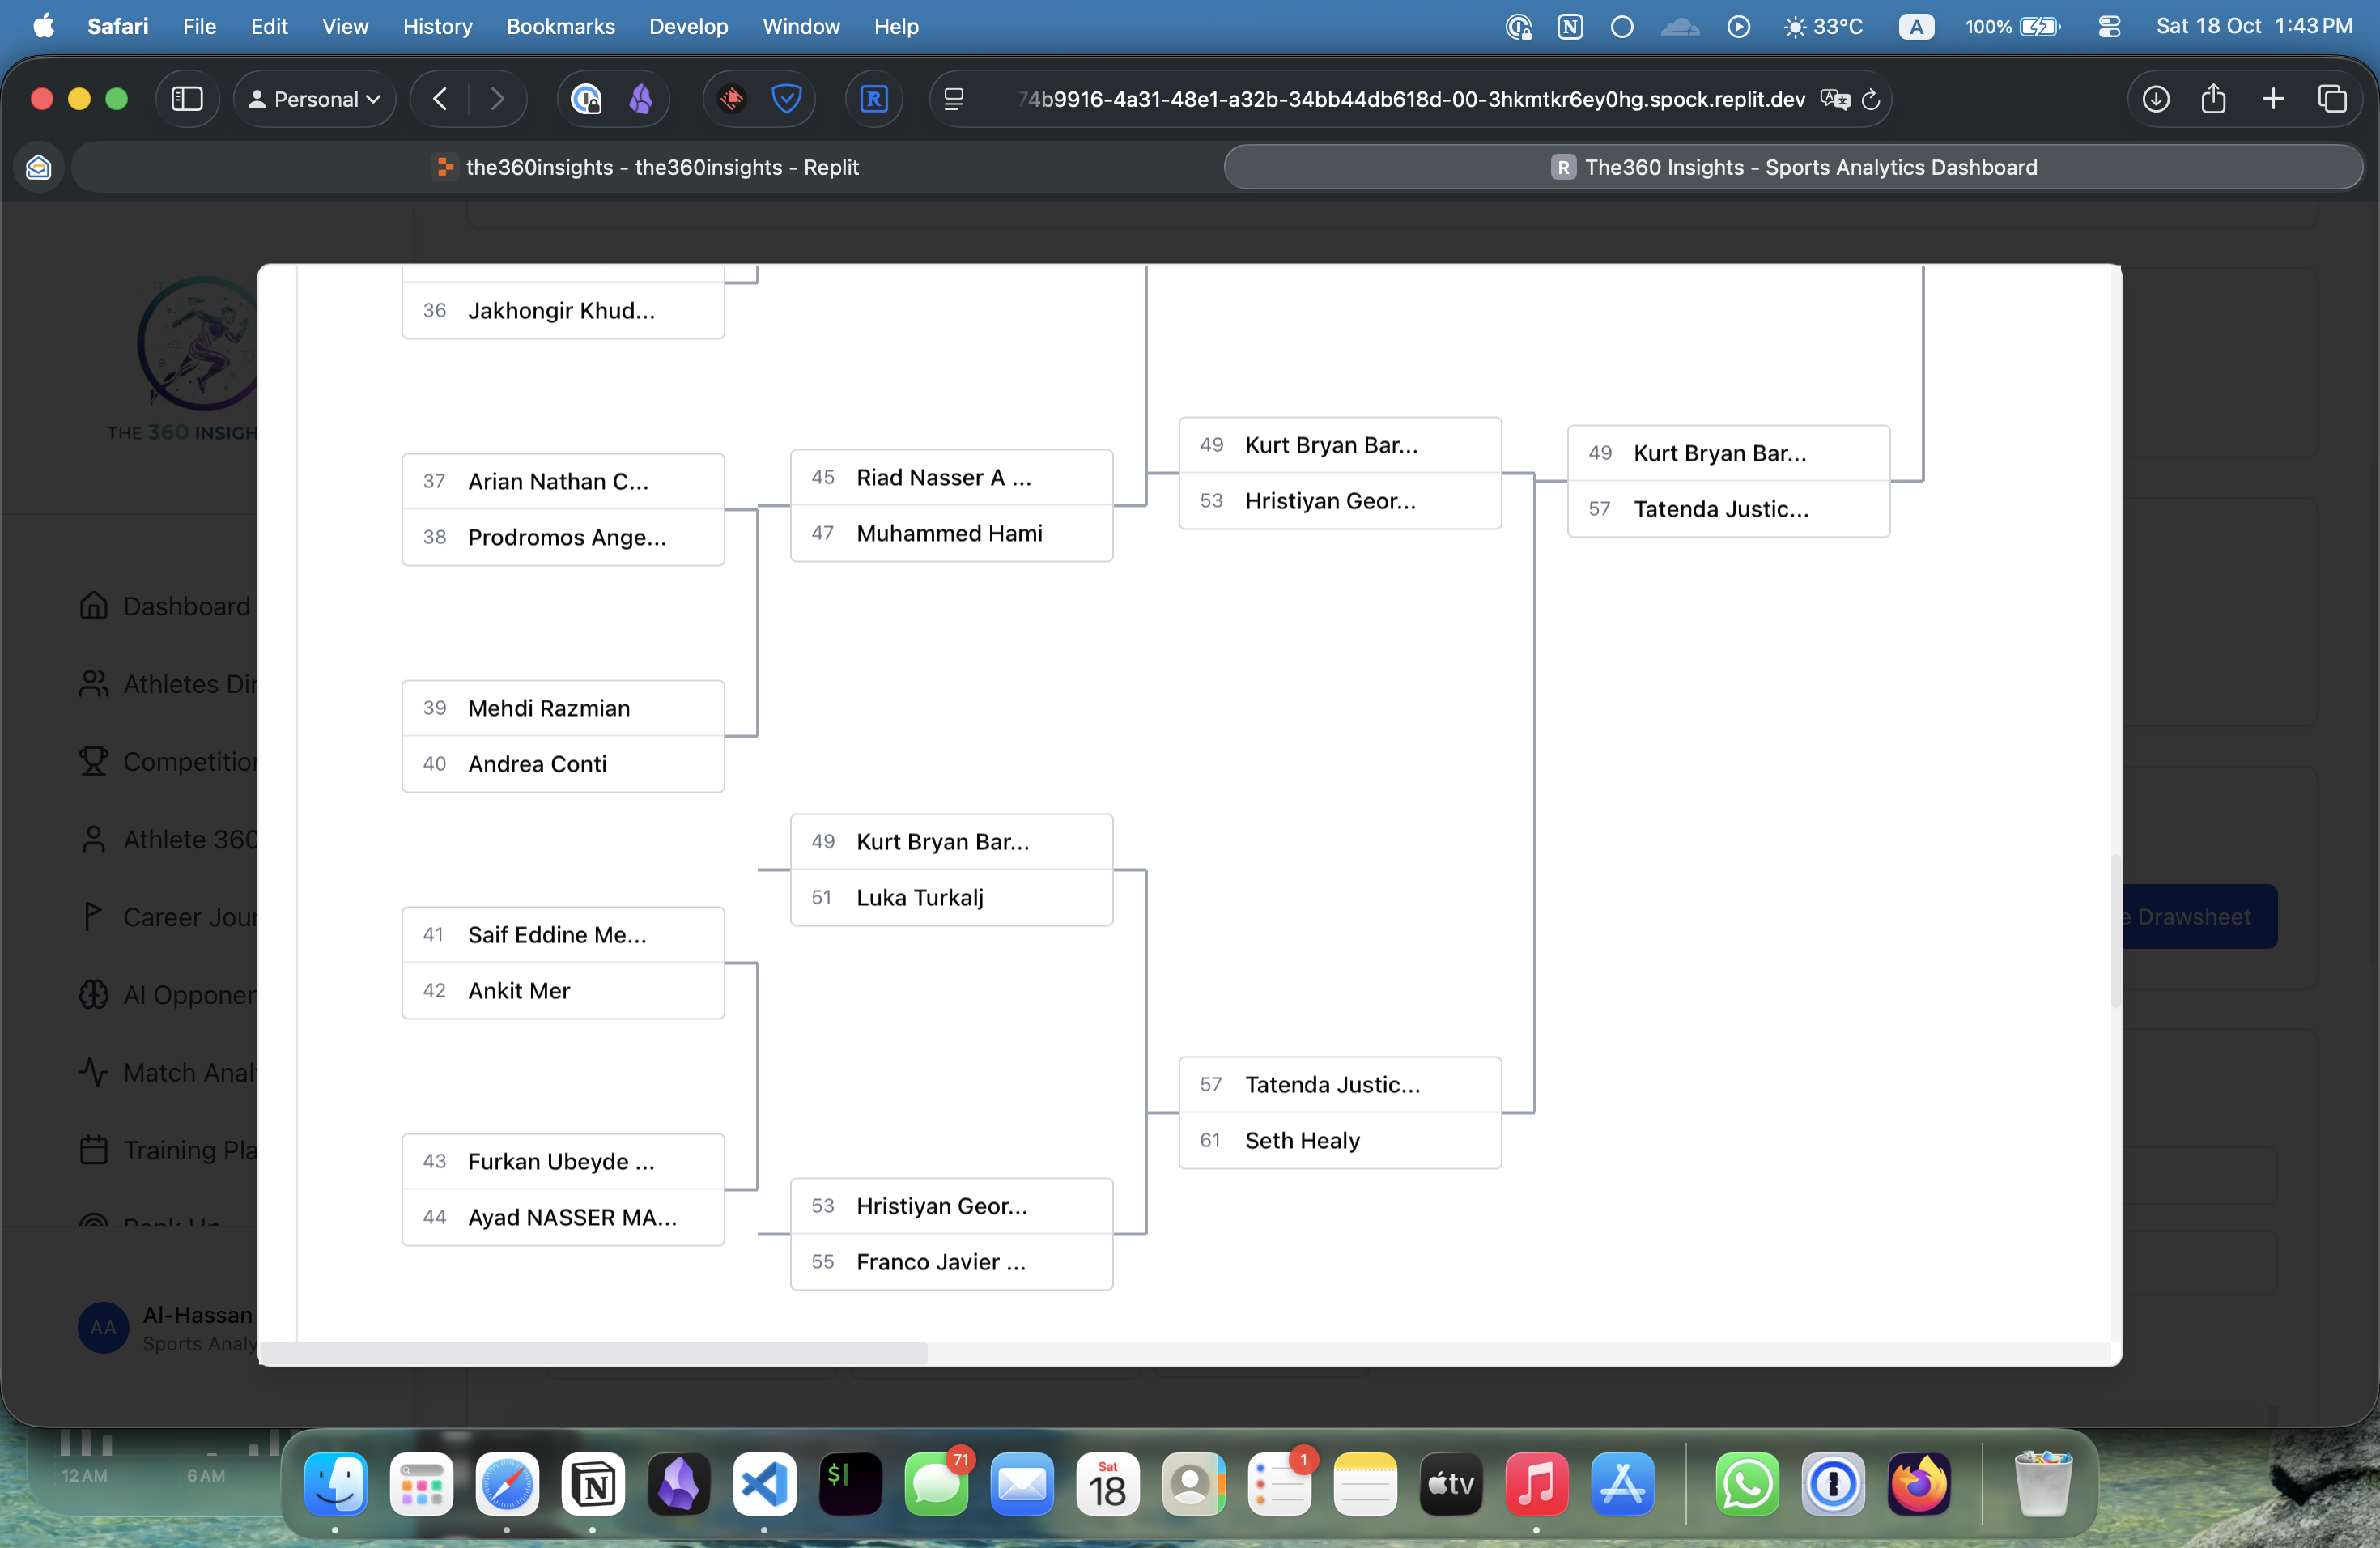 Safari File Edit View History Bookmarks Develop Window Help 33°C A 100% Sat 18 Oct 1:43 PM
Personal 74b9916-4a31-48e1-a32b-34bb44db618d-00-3hkmtkr6ey0hg.spock.replit.dev
the360insights - the360insights - Replit
R The360 Insights - Sports Analytics Dashboard
THE 360 INSIGH
Dashboard
Athletes Dir
Competition
Athlete 360
Career Jour
AI Opponen
Match Analy
Training Pla
Rank Up
AA Al-Hassan
Sports Analy
36 Jakhongir Khud...
37 Arian Nathan C...
38 Prodromos Ange...
39 Mehdi Razmian
40 Andrea Conti
41 Saif Eddine Me...
42 Ankit Mer
43 Furkan Ubeyde ...
44 Ayad NASSER MA...
45 Riad Nasser A ...
47 Muhammed Hami
49 Kurt Bryan Bar...
51 Luka Turkalj
53 Hristiyan Geor...
55 Franco Javier ...
49 Kurt Bryan Bar...
53 Hristiyan Geor...
57 Tatenda Justic...
61 Seth Healy
49 Kurt Bryan Bar...
57 Tatenda Justic...
e Drawsheet
12 AM 6 AM
71
Sat
18
1
tv